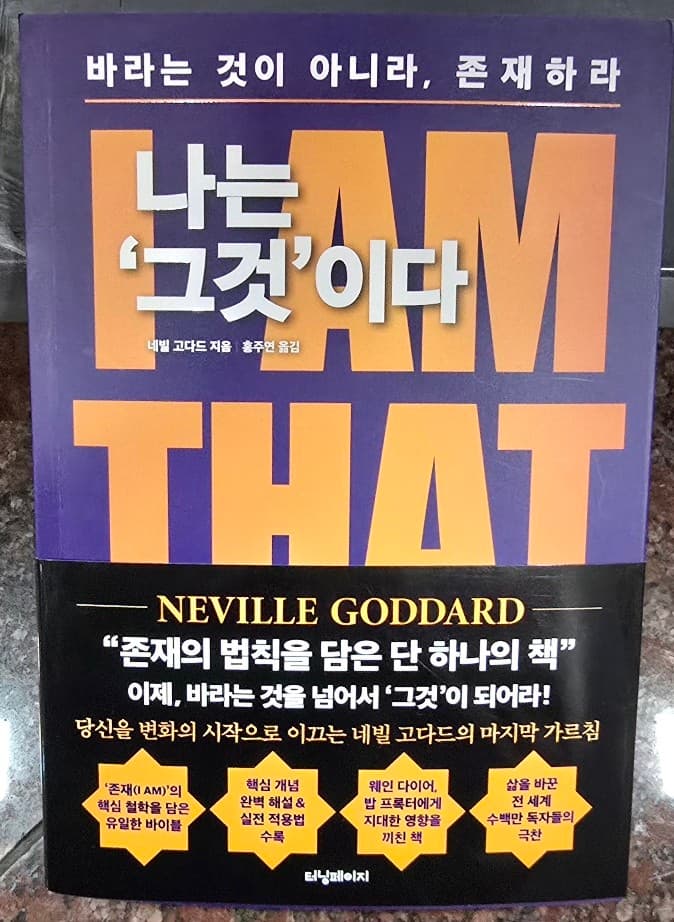 바라는 것이 아니라, 존재하라
I AM
나는
‘그것’이다
네빌 고다드 지음 | 홍주연 옮김
THAT
NEVILLE GODDARD
“존재의 법칙을 담은 단 하나의 책”
이제, 바라는 것을 넘어서 ‘그것’이 되어라!
당신을 변화의 시작으로 이끄는 네빌 고다드의 마지막 가르침
‘존재(I AM)’의
핵심 철학을 담은
유일한 바이블
핵심 개념
완벽 해설 &
실전 적용법
수록
웨인 다이어,
밥 프록터에게
지대한 영향을
끼친 책
삶을 바꾼
전 세계
수백만 독자들의
극찬
터닝페이지